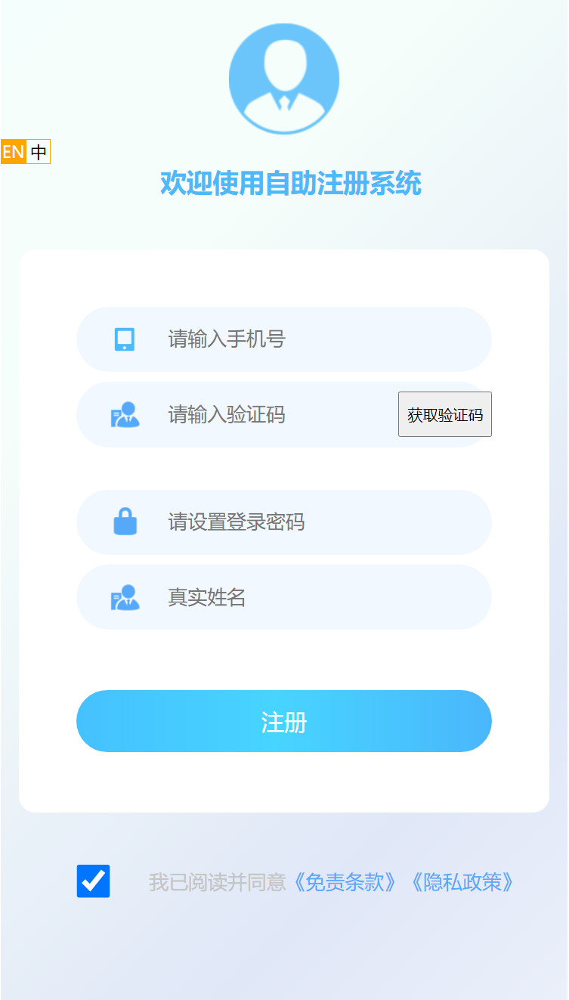 EN 中
欢迎使用自助注册系统
请输入手机号
请输入验证码 获取验证码
请设置登录密码
真实姓名
注册
我已阅读并同意《免责条款》《隐私政策》